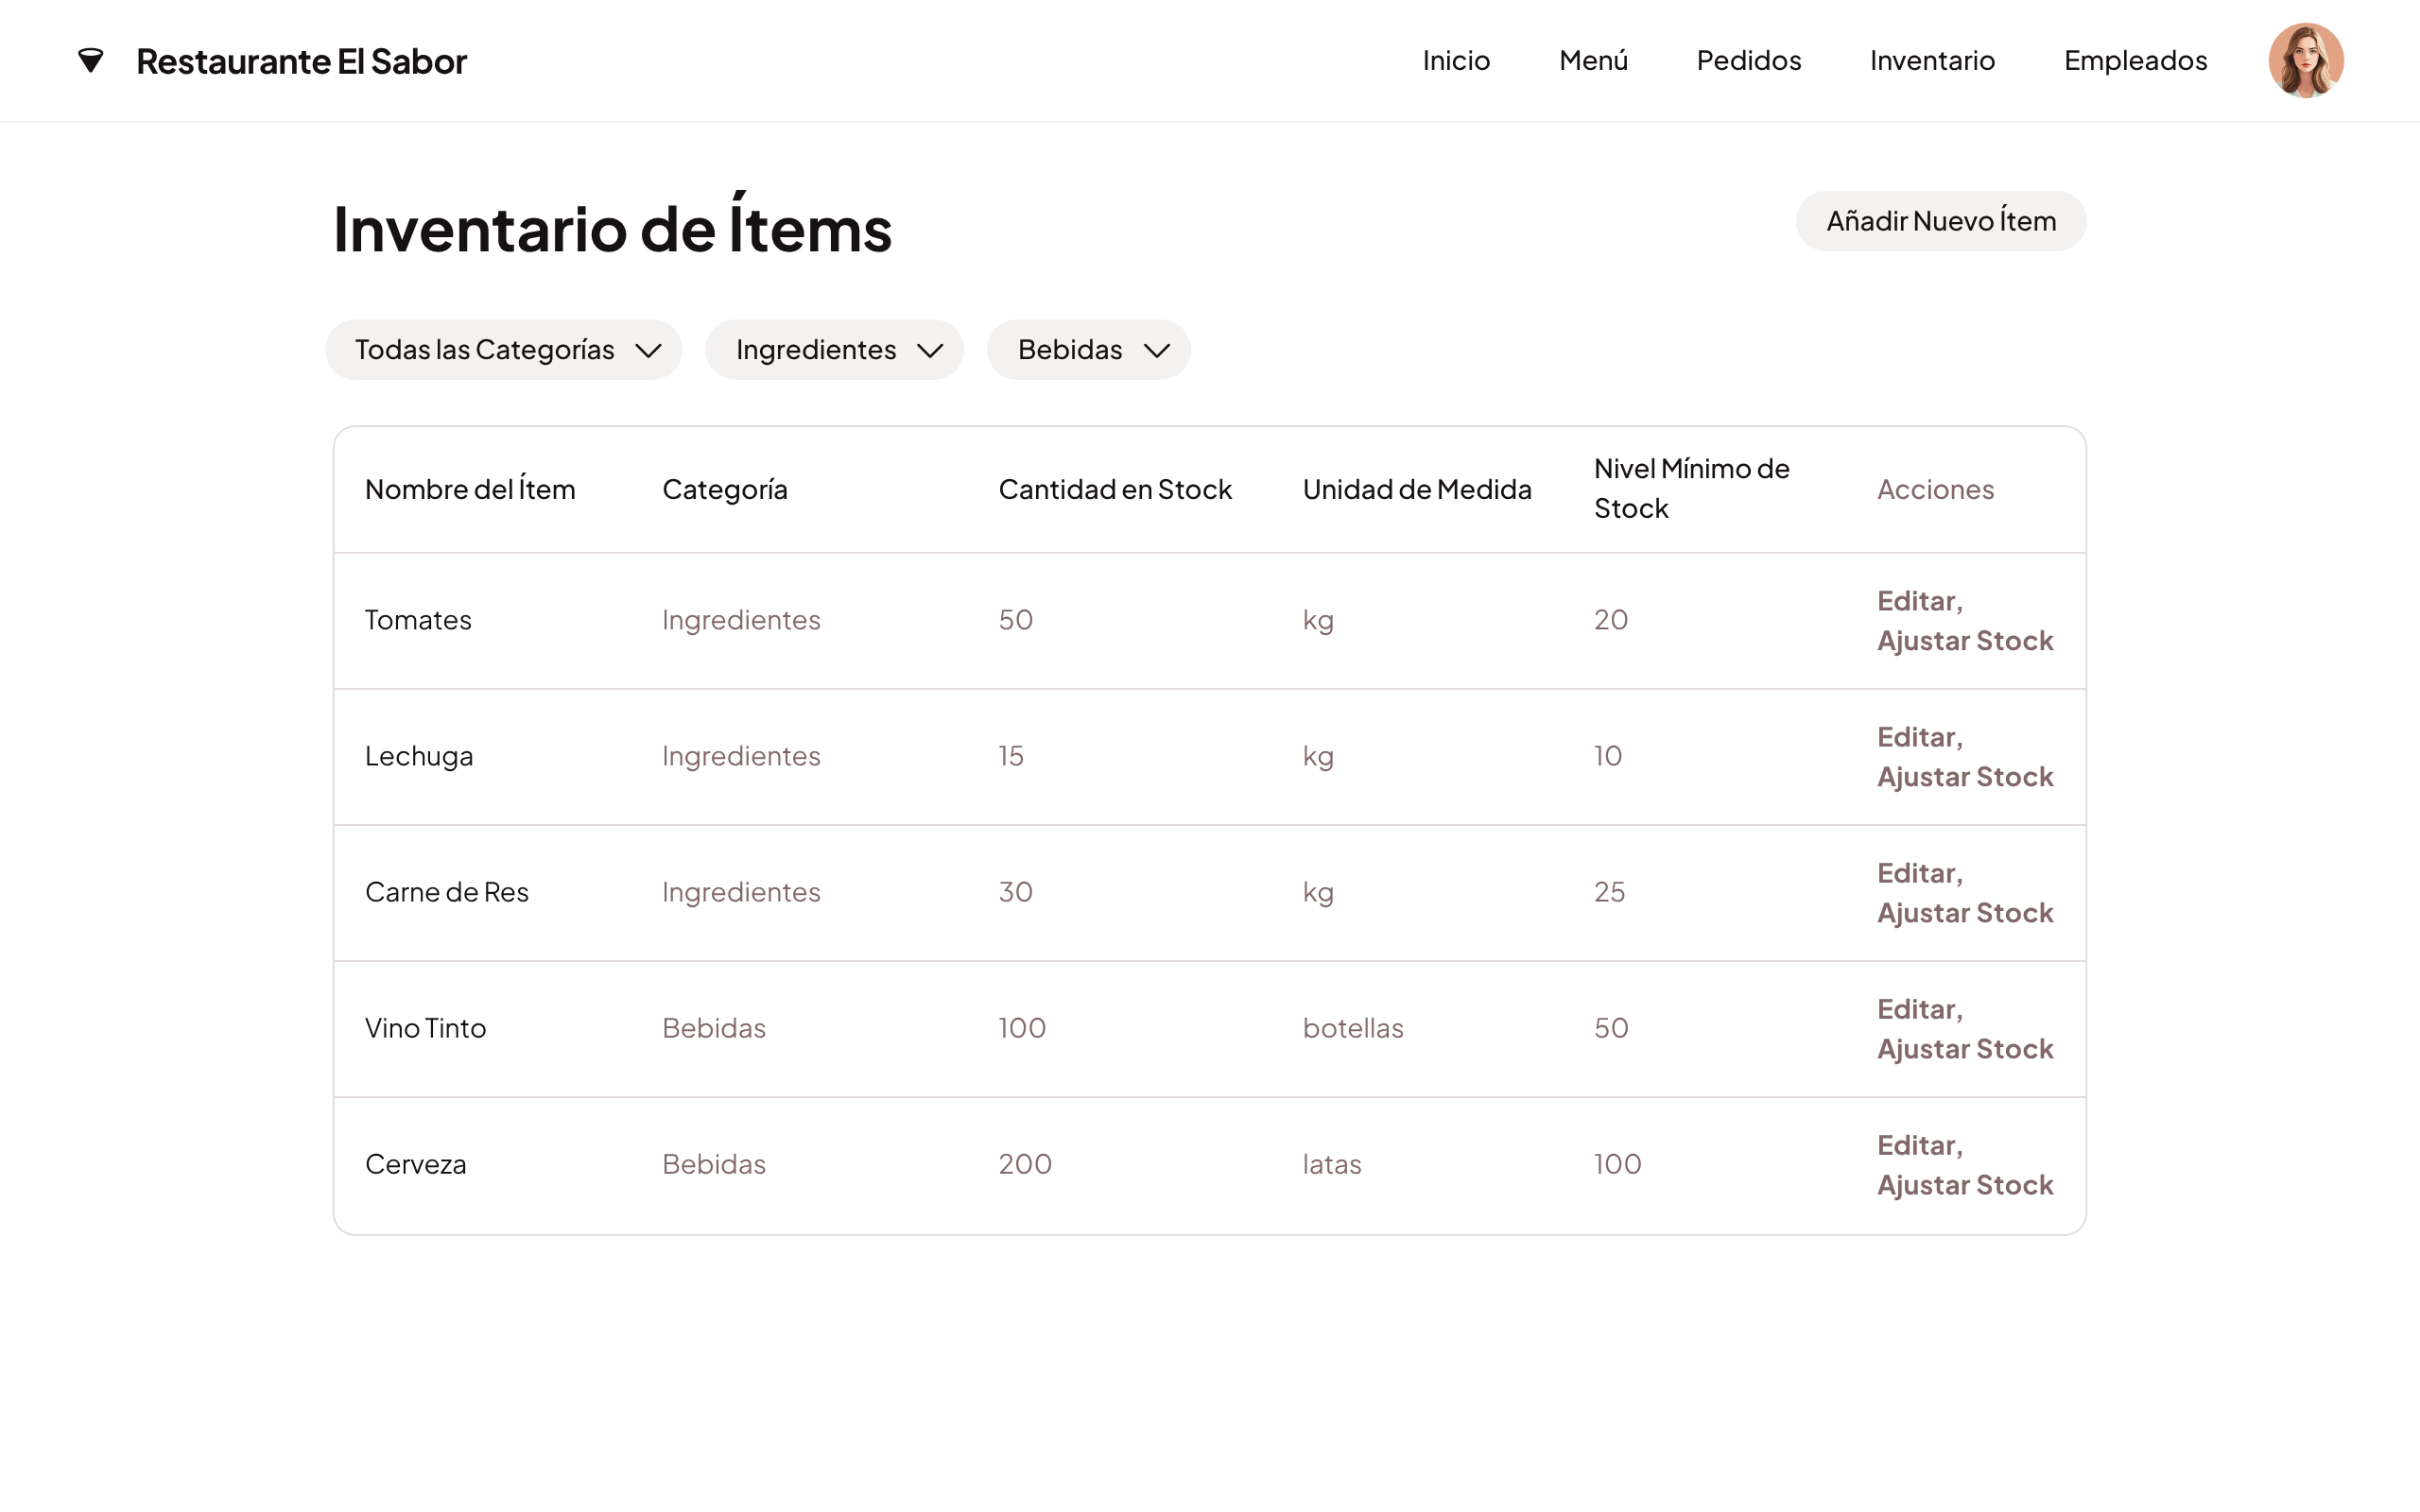 Restaurante El Sabor
Inicio Menú Pedidos Inventario Empleados
Inventario de Ítems
Añadir Nuevo Ítem
Todas las Categorías Ingredientes Bebidas
Nombre del Ítem Categoría Cantidad en Stock Unidad de Medida Nivel Mínimo de Stock Acciones
Tomates Ingredientes 50 kg 20 Editar, Ajustar Stock
Lechuga Ingredientes 15 kg 10 Editar, Ajustar Stock
Carne de Res Ingredientes 30 kg 25 Editar, Ajustar Stock
Vino Tinto Bebidas 100 botellas 50 Editar, Ajustar Stock
Cerveza Bebidas 200 latas 100 Editar, Ajustar Stock